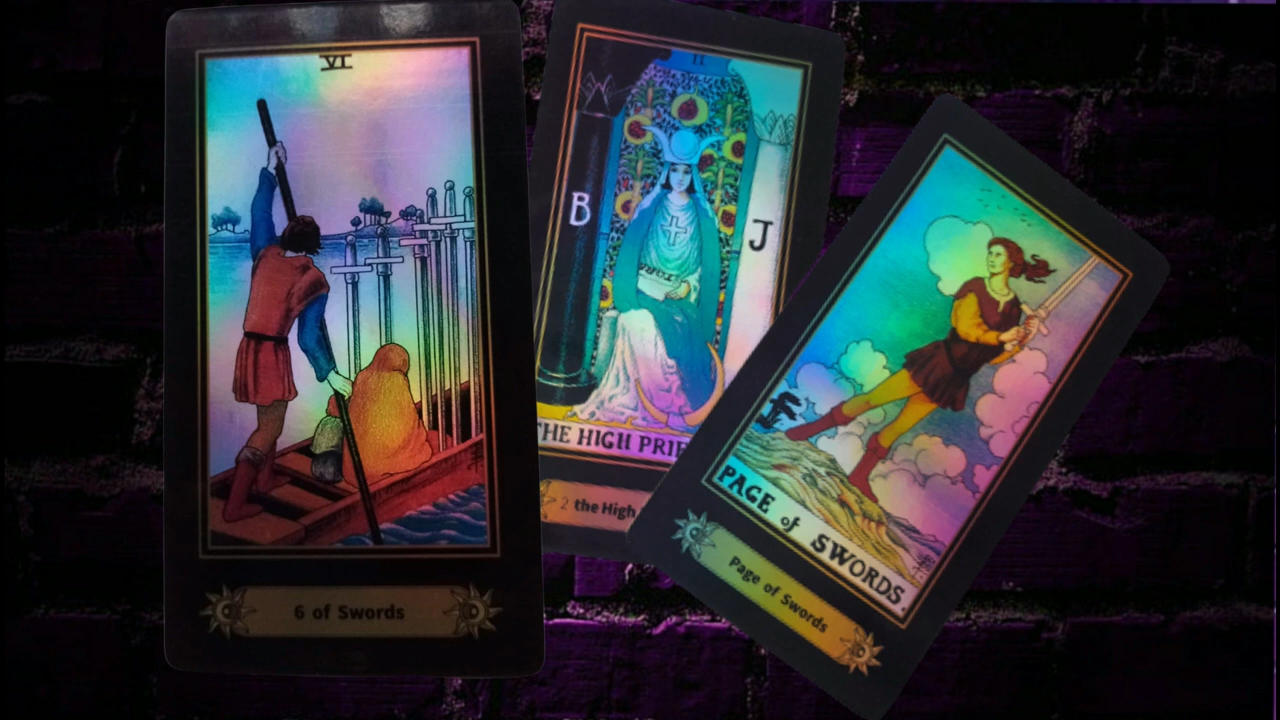 VI
6 of Swords
II
B
J
THE HIGH PRIE
2 the High
PAGE of SWORDS.
Page of Swords